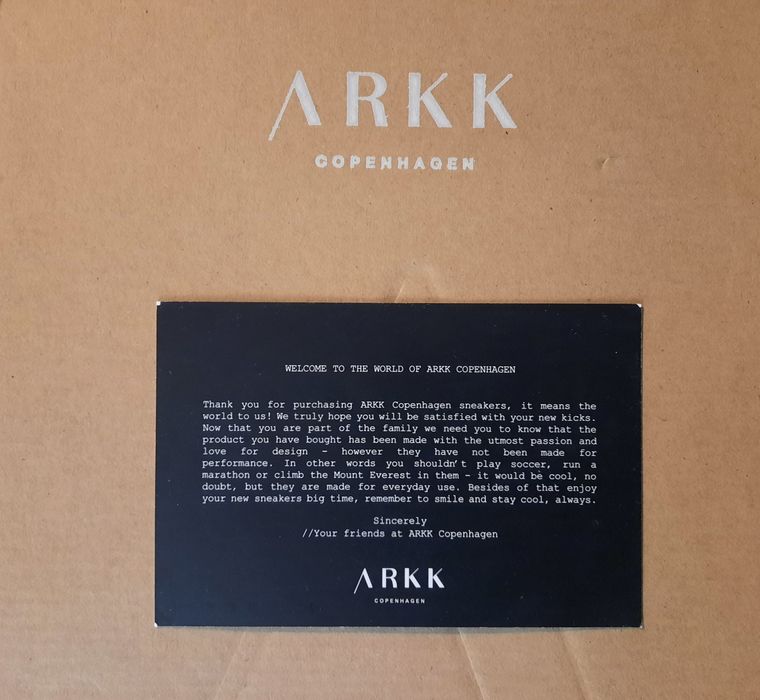 ARKK
COPENHAGEN
WELCOME TO THE WORLD OF ARKK COPENHAGEN
Thank you for purchasing ARKK Copenhagen sneakers, it means the
world to us! We truly hope you will be satisfied with your new kicks.
Now that you are part of the family we need you to know that the
product you have bought has been made with the utmost passion and
love for design - however they have not been made for
performance. In other words you shouldn't play soccer, run a
marathon or climb the Mount Everest in them - it would be cool, no
doubt, but they are made for everyday use. Besides of that enjoy
your new sneakers big time, remember to smile and stay cool, always.
Sincerely
//Your friends at ARKK Copenhagen
ARKK
COPENHAGEN